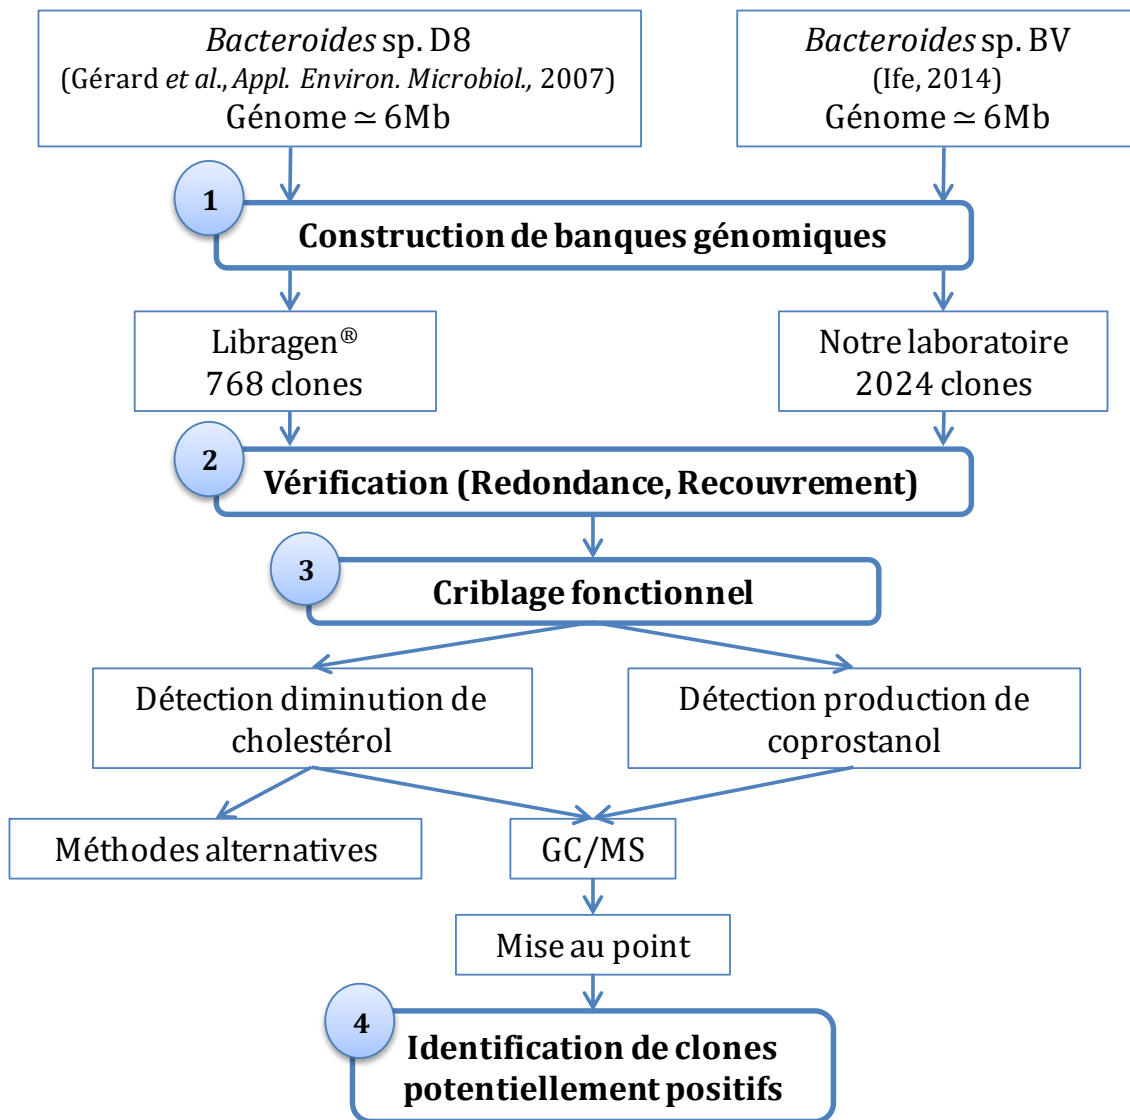 Bacteroides sp. D8
(Gérard et al., Appl. Environ. Microbiol., 2007)
Génome ≃ 6Mb
Bacteroides sp. BV
(Ife, 2014)
Génome ≃ 6Mb
1
Construction de banques génomiques
Libragen®
768 clones
Notre laboratoire
2024 clones
2
Vérification (Redondance, Recouvrement)
3
Criblage fonctionnel
Détection diminution de
cholestérol
Détection production de
coprostanol
Méthodes alternatives
GC/MS
Mise au point
4
Identification de clones
potentiellement positifs